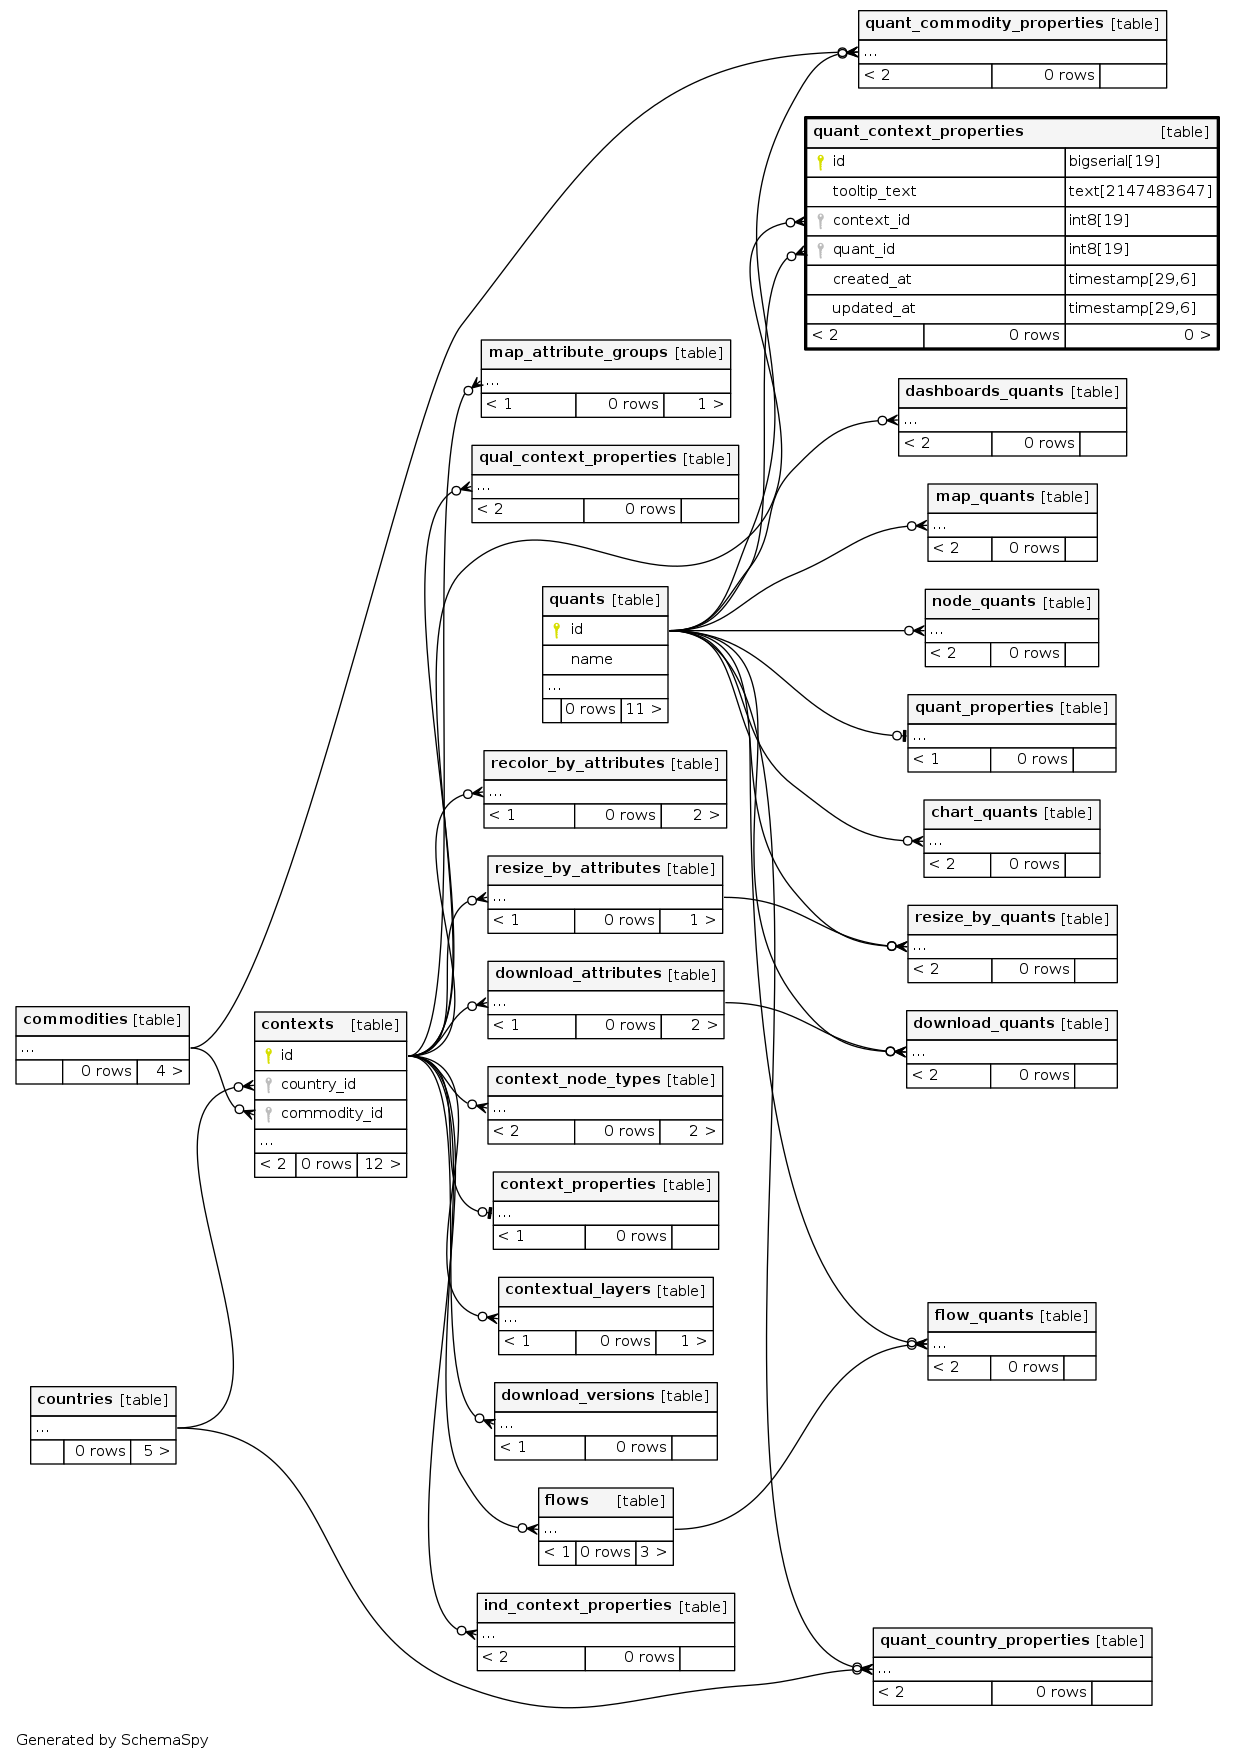 quant_commodity_properties [table]
...
< 2 0 rows
quant_context_properties [table]
id bigserial[19]
tooltip_text text[2147483647]
context_id int8[19]
quant_id int8[19]
created_at timestamp[29,6]
updated_at timestamp[29,6]
< 2 0 rows 0 >
map_attribute_groups [table]
...
< 1 0 rows 1 >
dashboards_quants [table]
...
< 2 0 rows
qual_context_properties [table]
...
< 2 0 rows
map_quants [table]
...
< 2 0 rows
quants [table]
id
name
...
0 rows 11 >
node_quants [table]
...
< 2 0 rows
quant_properties [table]
...
< 1 0 rows
recolor_by_attributes [table]
...
< 1 0 rows 2 >
chart_quants [table]
...
< 2 0 rows
resize_by_attributes [table]
...
< 1 0 rows 1 >
resize_by_quants [table]
...
< 2 0 rows
download_attributes [table]
...
< 1 0 rows 2 >
download_quants [table]
...
< 2 0 rows
commodities [table]
...
0 rows 4 >
contexts [table]
id
country_id
commodity_id
...
< 2 0 rows 12 >
context_node_types [table]
...
< 2 0 rows 2 >
context_properties [table]
...
< 1 0 rows
contextual_layers [table]
...
< 1 0 rows 1 >
flow_quants [table]
...
< 2 0 rows
countries [table]
...
0 rows 5 >
download_versions [table]
...
< 1 0 rows
flows [table]
...
< 1 0 rows 3 >
ind_context_properties [table]
...
< 2 0 rows
quant_country_properties [table]
...
< 2 0 rows
Generated by SchemaSpy